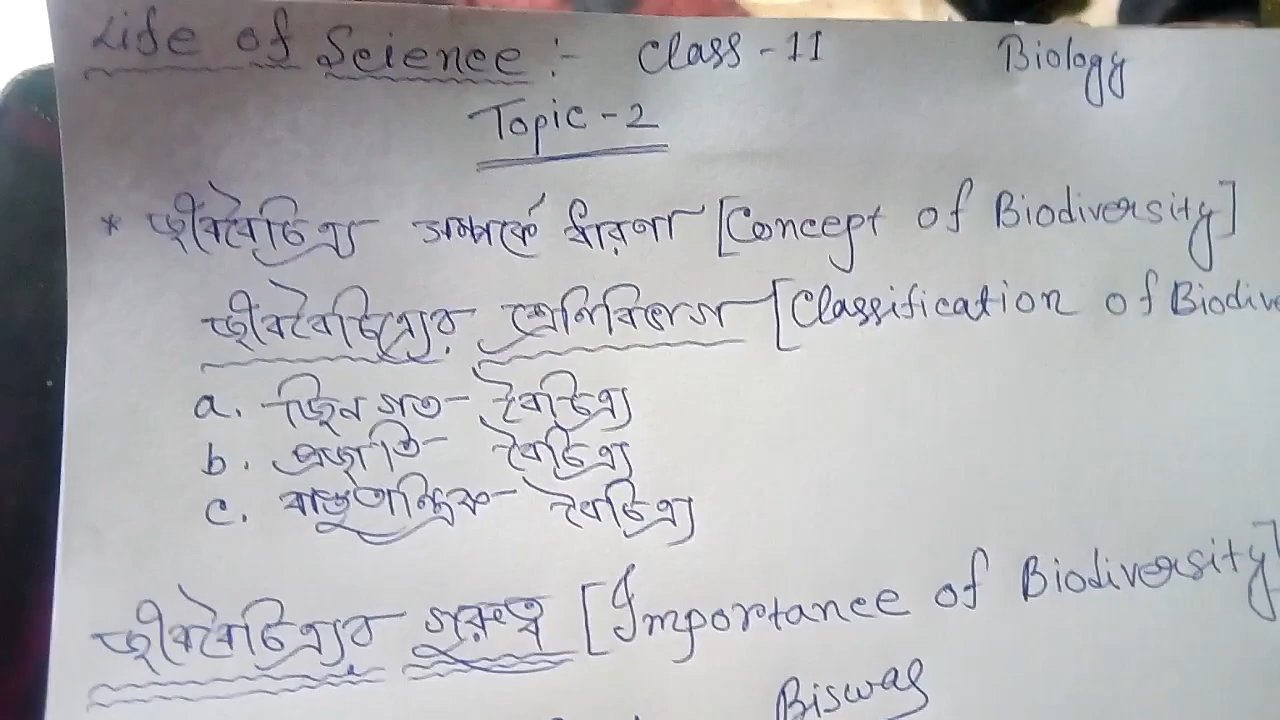 Life of Science :- Class - 11 Biology
Topic - 2
* জীববৈচিত্র্য সম্পর্কে ধারণা [Concept of Biodiversity]
জীববৈচিত্র্যের শ্রেনিবিভাগ [Classification of Biodiv
a. জিনগত - বৈচিত্র্য
b. প্রজাতি - বৈচিত্র্য
c. বাস্তুতান্ত্রিক - বৈচিত্র্য
জীববৈচিত্র্যের গুরুত্ব [Importance of Biodiversity]
Biswas